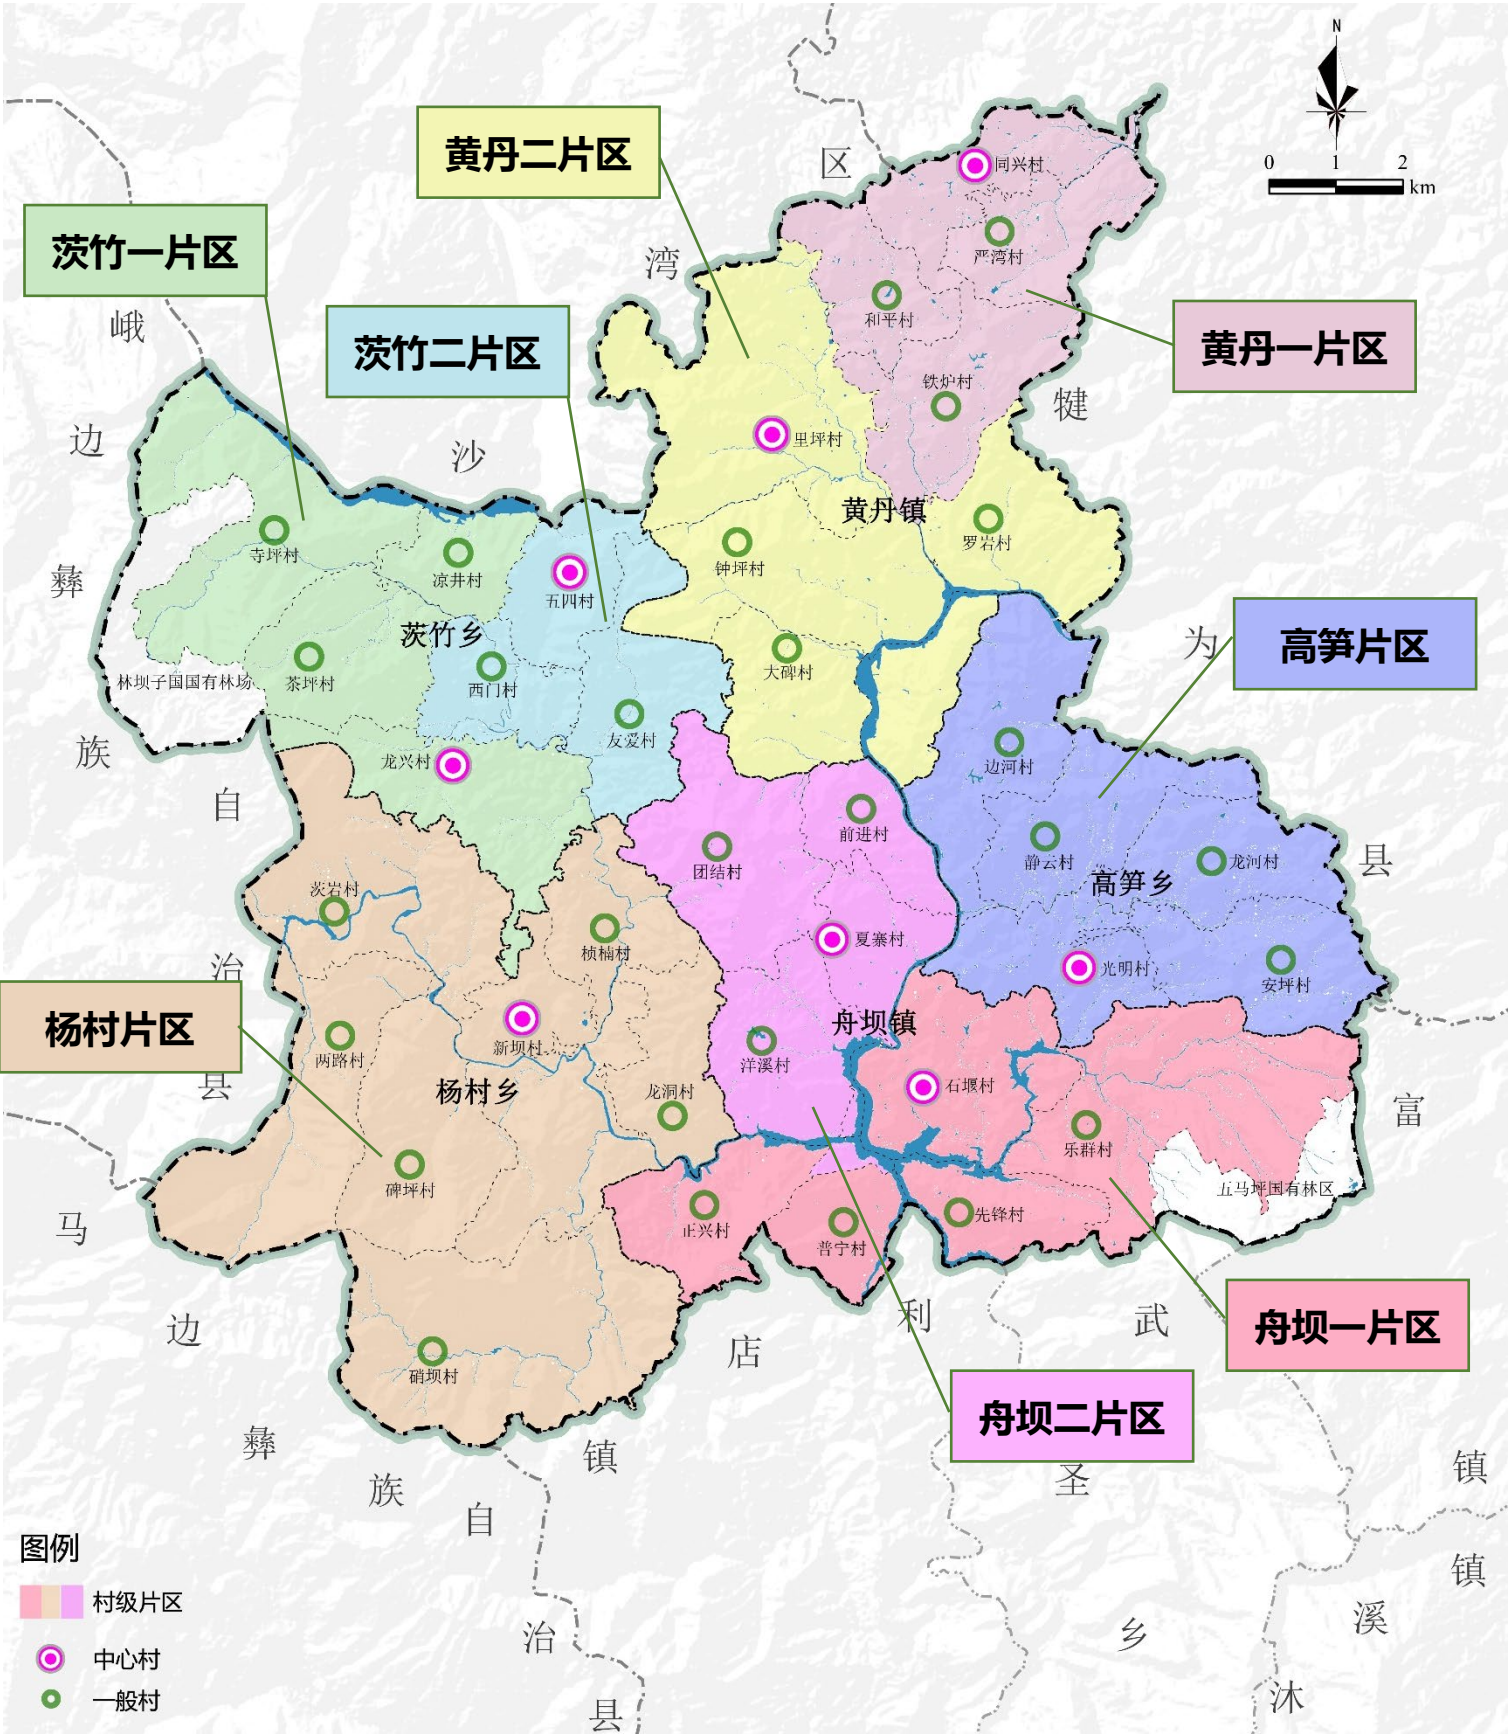 N
0 1 2
km
黄丹二片区
区
同兴村
茨竹一片区
严湾村
湾
和平村
峨
茨竹二片区
黄丹一片区
铁炉村
犍
边
沙
里坪村
黄丹镇
寺坪村
凉井村
钟坪村
罗岩村
彝
五四村
茨竹乡
为
高笋片区
林坝子国国有林场
茶坪村
西门村
大碑村
族
龙兴村
友爱村
边河村
自
前进村
团结村
静云村
龙河村
县
茨岩村
高笋乡
桢楠村
夏寨村
治
光明村
安坪村
杨村片区
两路村
新坝村
舟坝镇
洋溪村
县
杨村乡
龙洞村
石堰村
乐群村
富
碑坪村
五马坪国有林区
马
正兴村
普宁村
先锋村
边
利
武
店
舟坝一片区
硝坝村
舟坝二片区
彝
镇
族
圣
镇
自
图例
村级片区
镇
中心村
一般村
治
乡
溪
县
沐